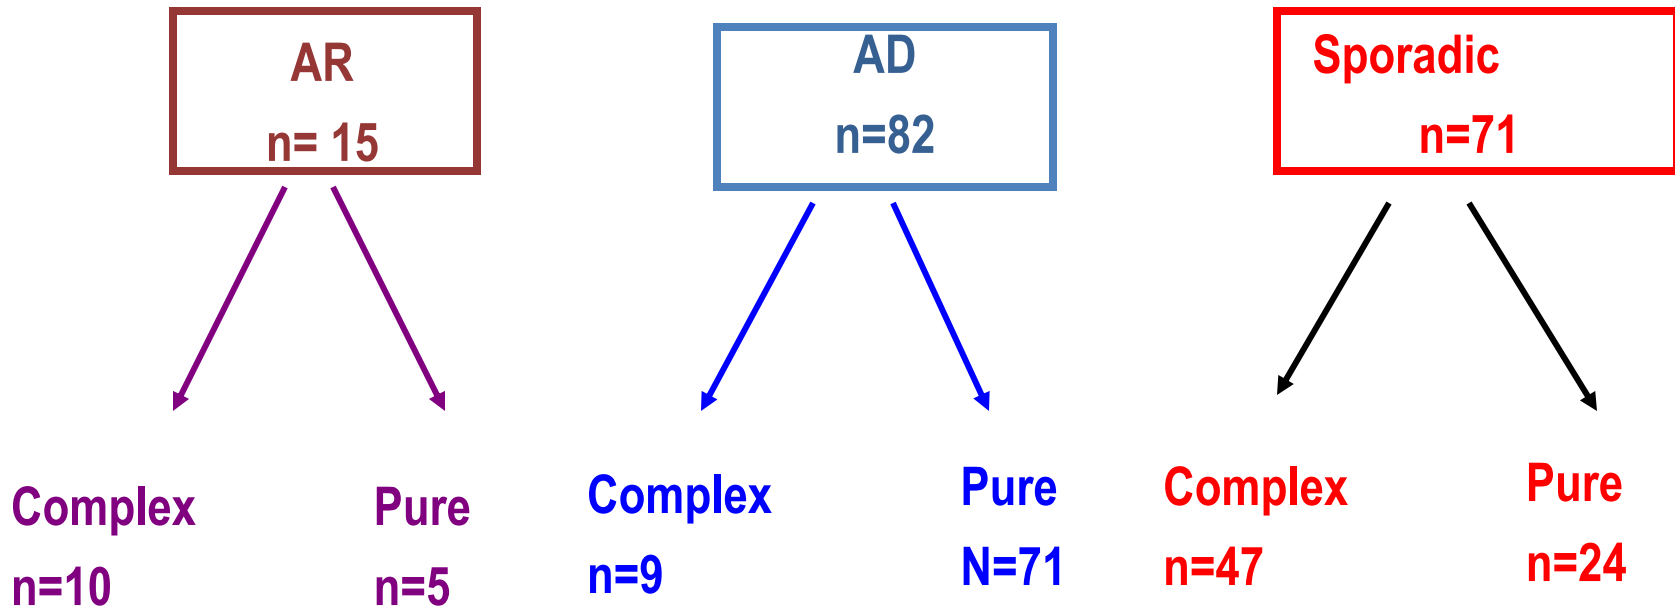 AR
n= 15
AD
n=82
Sporadic
n=71
Complex
n=10
Pure
n=5
Complex
n=9
Pure
N=71
Complex
n=47
Pure
n=24